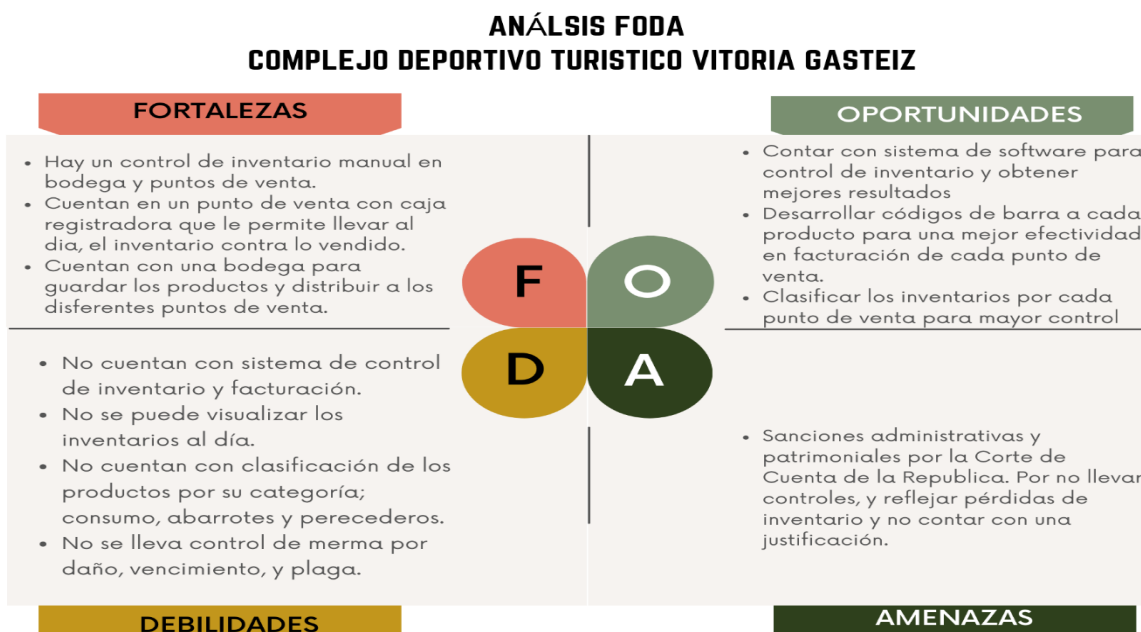 ANÁLSIS FODA
COMPLEJO DEPORTIVO TURISTICO VITORIA GASTEIZ
FORTALEZAS
• Hay un control de inventario manual en
bodega y puntos de venta.
• Cuentan en un punto de venta con caja
registradora que le permite llevar al
dia, el inventario contra lo vendido.
• Cuentan con una bodega para
guardar los productos y distribuir a los
disferentes puntos de venta.
OPORTUNIDADES
• Contar con sistema de software para
control de inventario y obtener
mejores resultados
• Desarrollar códigos de barra a cada
producto para una mejor efectividad
en facturación de cada punto de
venta.
• Clasificar los inventarios por cada
punto de venta para mayor control
F
O
D
A
• No cuentan con sistema de control
de inventario y facturación.
• No se puede visualizar los
inventarios al día.
• No cuentan con clasificación de los
productos por su categoría;
consumo, abarrotes y perecederos.
• No se lleva control de merma por
daño, vencimiento, y plaga.
DEBILIDADES
• Sanciones administrativas y
patrimoniales por la Corte de
Cuenta de la Republica. Por no llevar
controles, y reflejar pérdidas de
inventario y no contar con una
justificación.
AMENAZAS